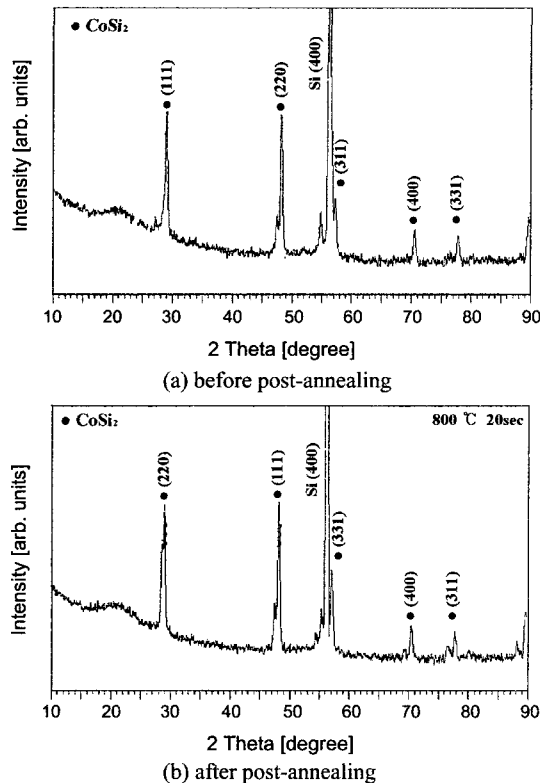 ● CoSi₂
(111)
(220)
Si (400)
(311)
(400)
(331)
Intensity [arb. units]
10 20 30 40 50 60 70 80 90
2 Theta [degree]
(a) before post-annealing
● CoSi₂
800 ℃ 20sec
(220)
(111)
Si (400)
(331)
(400)
(311)
Intensity [arb. units]
10 20 30 40 50 60 70 80 90
2 Theta [degree]
(b) after post-annealing